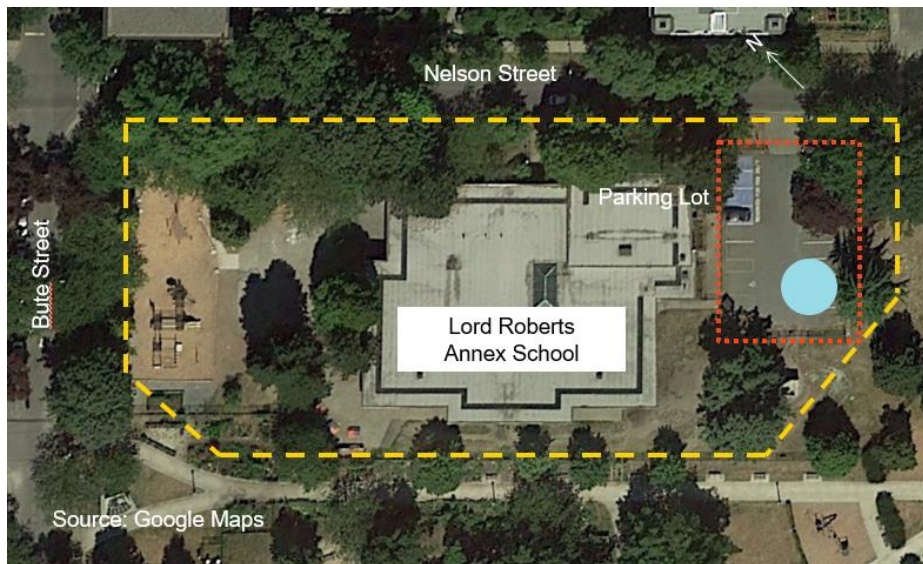 N
Nelson Street
Parking Lot
Bute Street
Lord Roberts
Annex School
Source: Google Maps